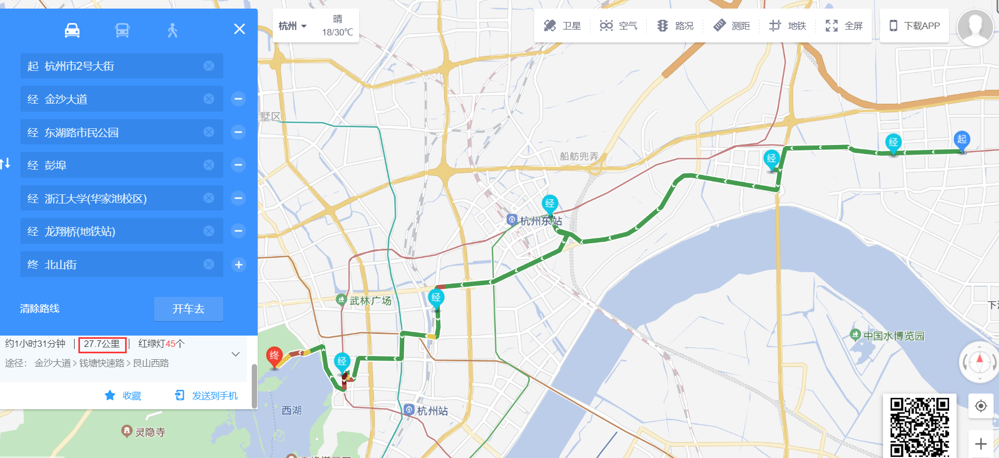 杭州
晴
18/30℃
卫星
空气
路况
测距
地铁
全屏
下载APP
起 杭州市2号大街
经 金沙大道
经 东湖路市民公园
经 彭埠
经 浙江大学(华家池校区)
经 龙翔桥(地铁站)
终 北山街
清除路线
开车去
约1小时31分钟 | 27.7公里 | 红绿灯45个
途径： 金沙大道 > 钱塘快速路 > 艮山西路
收藏
发送到手机
墅区
船舫兜弄
起
经
经
经
杭州东站
经
武林广场
终
经
中国水博览园
西湖
杭州站
灵隐寺